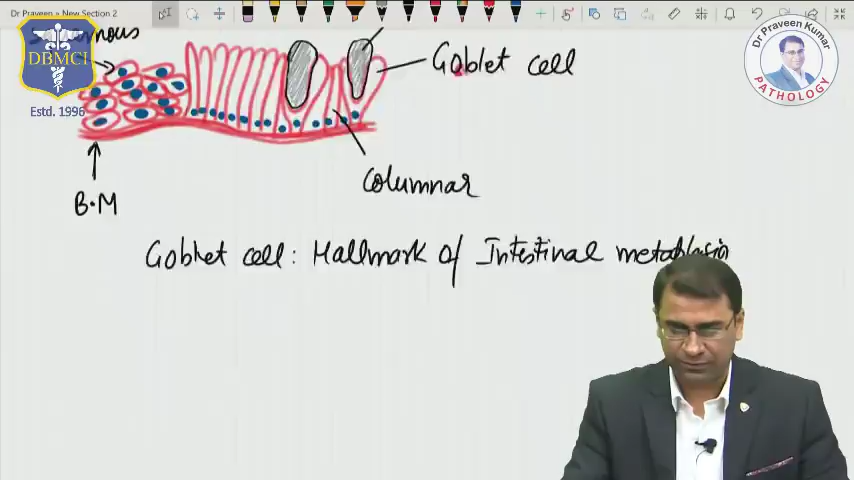 Dr Praveen » New Section 2
DBMCI
Estd. 1996
Goblet cell
Dr Praveen Kumar
PATHOLOGY
Columnar
B.M
Goblet cell: Hallmark of Intestinal metaplasia